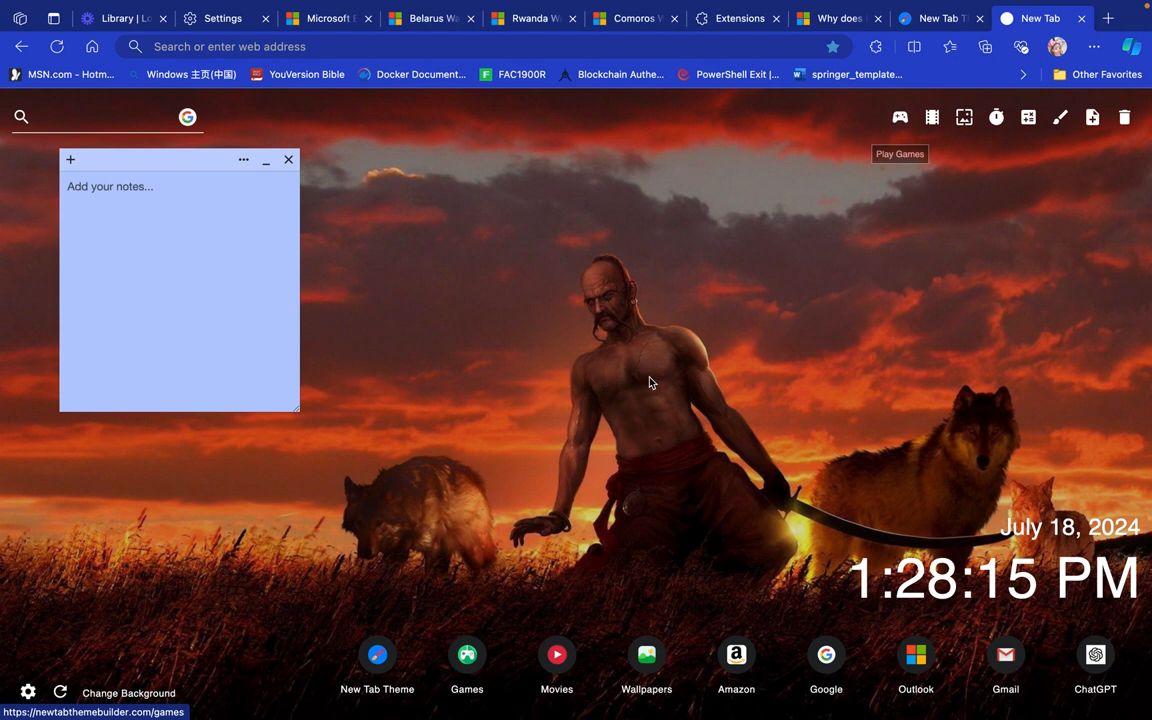 Library | Lo
Settings
Microsoft E
Belarus Wa
Rwanda W
Comoros W
Extensions
Why does
New Tab T
New Tab
Search or enter web address
MSN.com - Hotm...
Windows 主页(中国)
YouVersion Bible
Docker Document...
FAC1900R
Blockchain Authe...
PowerShell Exit |...
springer_template...
Other Favorites
Play Games
Add your notes...
July 18, 2024
1:28:15 PM
New Tab Theme
Games
Movies
Wallpapers
Amazon
Google
Outlook
Gmail
ChatGPT
Change Background
https://newtabthemebuilder.com/games